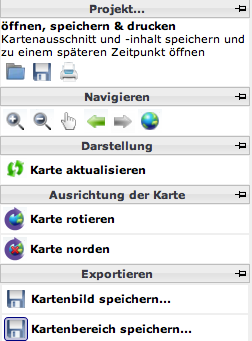 Projekt...
öffnen, speichern & drucken
Kartenausschnitt und -inhalt speichern und
zu einem späteren Zeitpunkt öffnen
Navigieren
Darstellung
Karte aktualisieren
Ausrichtung der Karte
Karte rotieren
Karte norden
Exportieren
Kartenbild speichern...
Kartenbereich speichern...